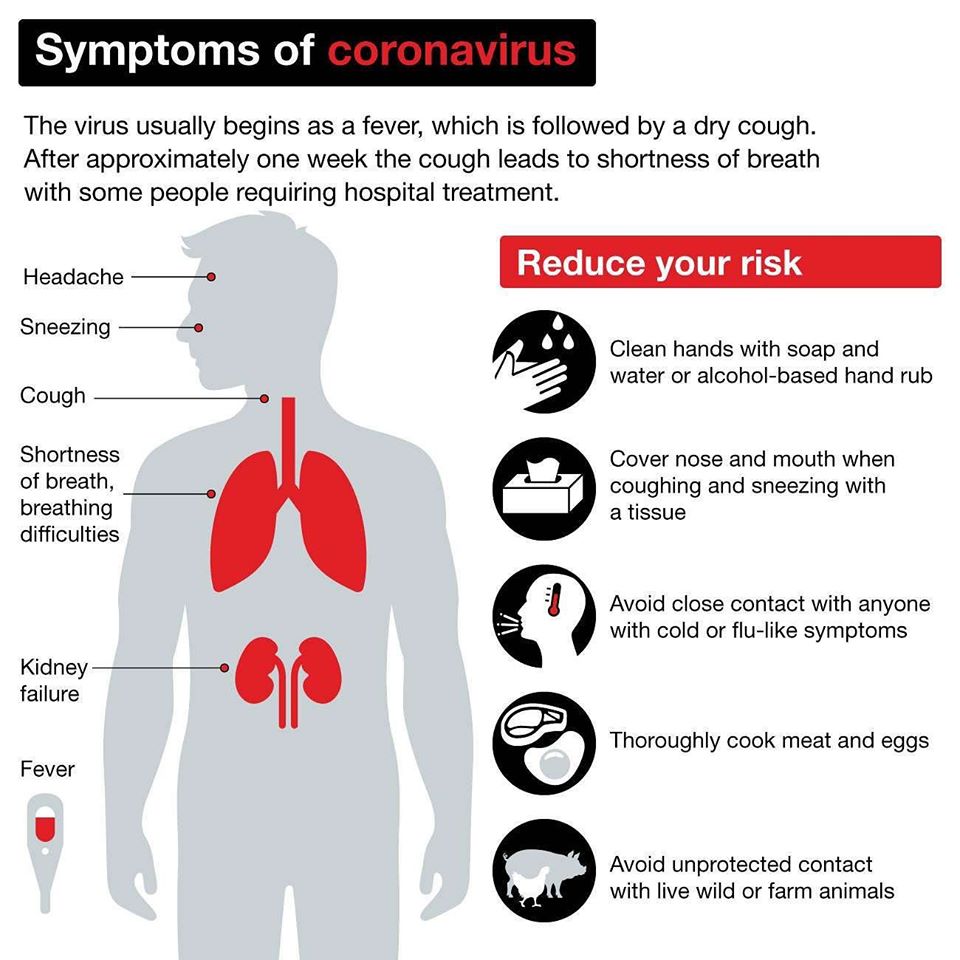 Symptoms of coronavirus
The virus usually begins as a fever, which is followed by a dry cough.
After approximately one week the cough leads to shortness of breath
with some people requiring hospital treatment.
Headache
Sneezing
Cough
Shortness
of breath,
breathing
difficulties
Kidney
failure
Fever
Reduce your risk
Clean hands with soap and
water or alcohol-based hand rub
Cover nose and mouth when
coughing and sneezing with
a tissue
Avoid close contact with anyone
with cold or flu-like symptoms
Thoroughly cook meat and eggs
Avoid unprotected contact
with live wild or farm animals